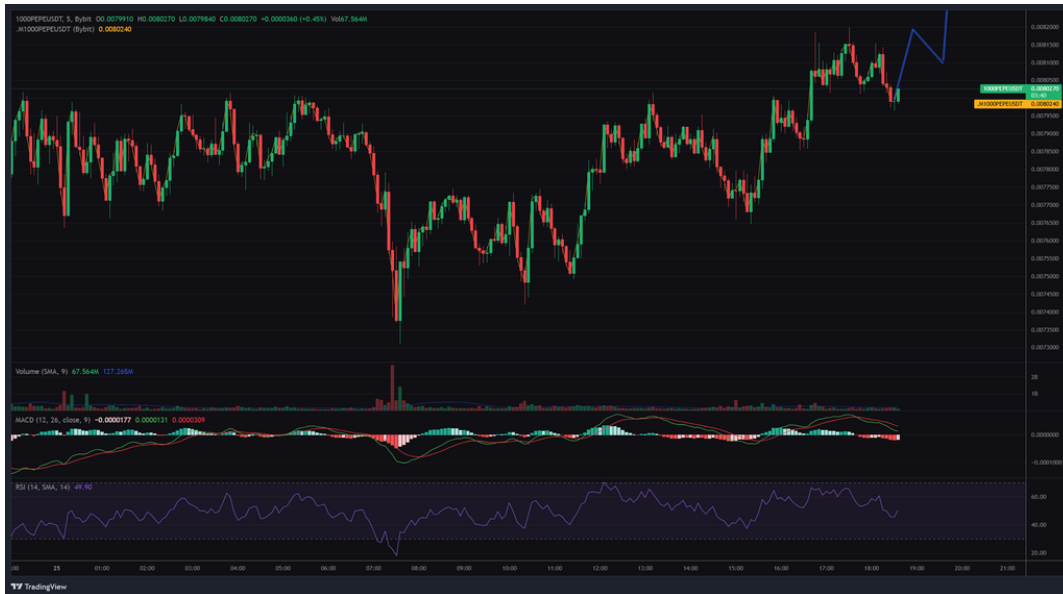 1000PEPEUSDT, 5, Bybit O0.0079910 H0.0080270 L0.0079840 C0.0080270 +0.0000360 (+0.45%) Vol67.564M
.M1000PEPEUSDT (Bybit) 0.0080240
0.0082000
0.0081500
0.0081000
0.0080500
1000PEPEUSDT 0.0080270
03:40
.M1000PEPEUSDT 0.0080240
0.0079500
0.0079000
0.0078500
0.0078000
0.0077500
0.0077000
0.0076500
0.0076000
0.0075500
0.0075000
0.0074500
0.0074000
0.0073500
0.0073000
Volume (SMA, 9) 67.564M 127.265M
2B
1B
MACD (12, 26, close, 9) −0.0000177 0.0000131 0.0000309
0.0000000
−0.0001000
RSI (14, SMA, 14) 49.90
60.00
40.00
20.00
:00 25 01:00 02:00 03:00 04:00 05:00 06:00 07:00 08:00 09:00 10:00 11:00 12:00 13:00 14:00 15:00 16:00 17:00 18:00 19:00 20:00 21:00
TradingView